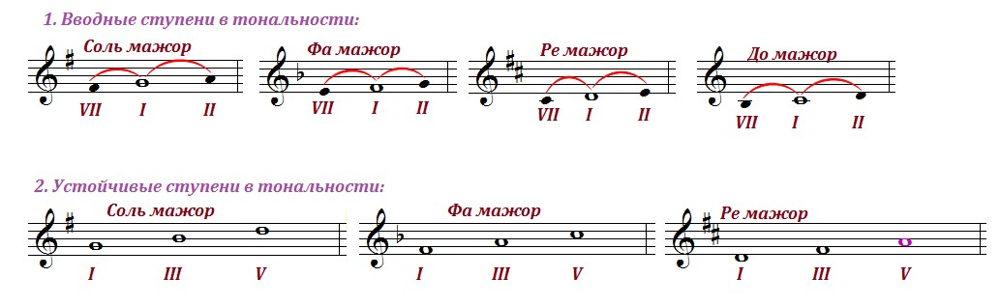 1. Вводные ступени в тональности:
Соль мажор
Фа мажор
Ре мажор
До мажор
VII I II
VII I II
VII I II
VII I II
2. Устойчивые ступени в тональности:
Соль мажор
Фа мажор
Ре мажор
I III V
I III V
I III V